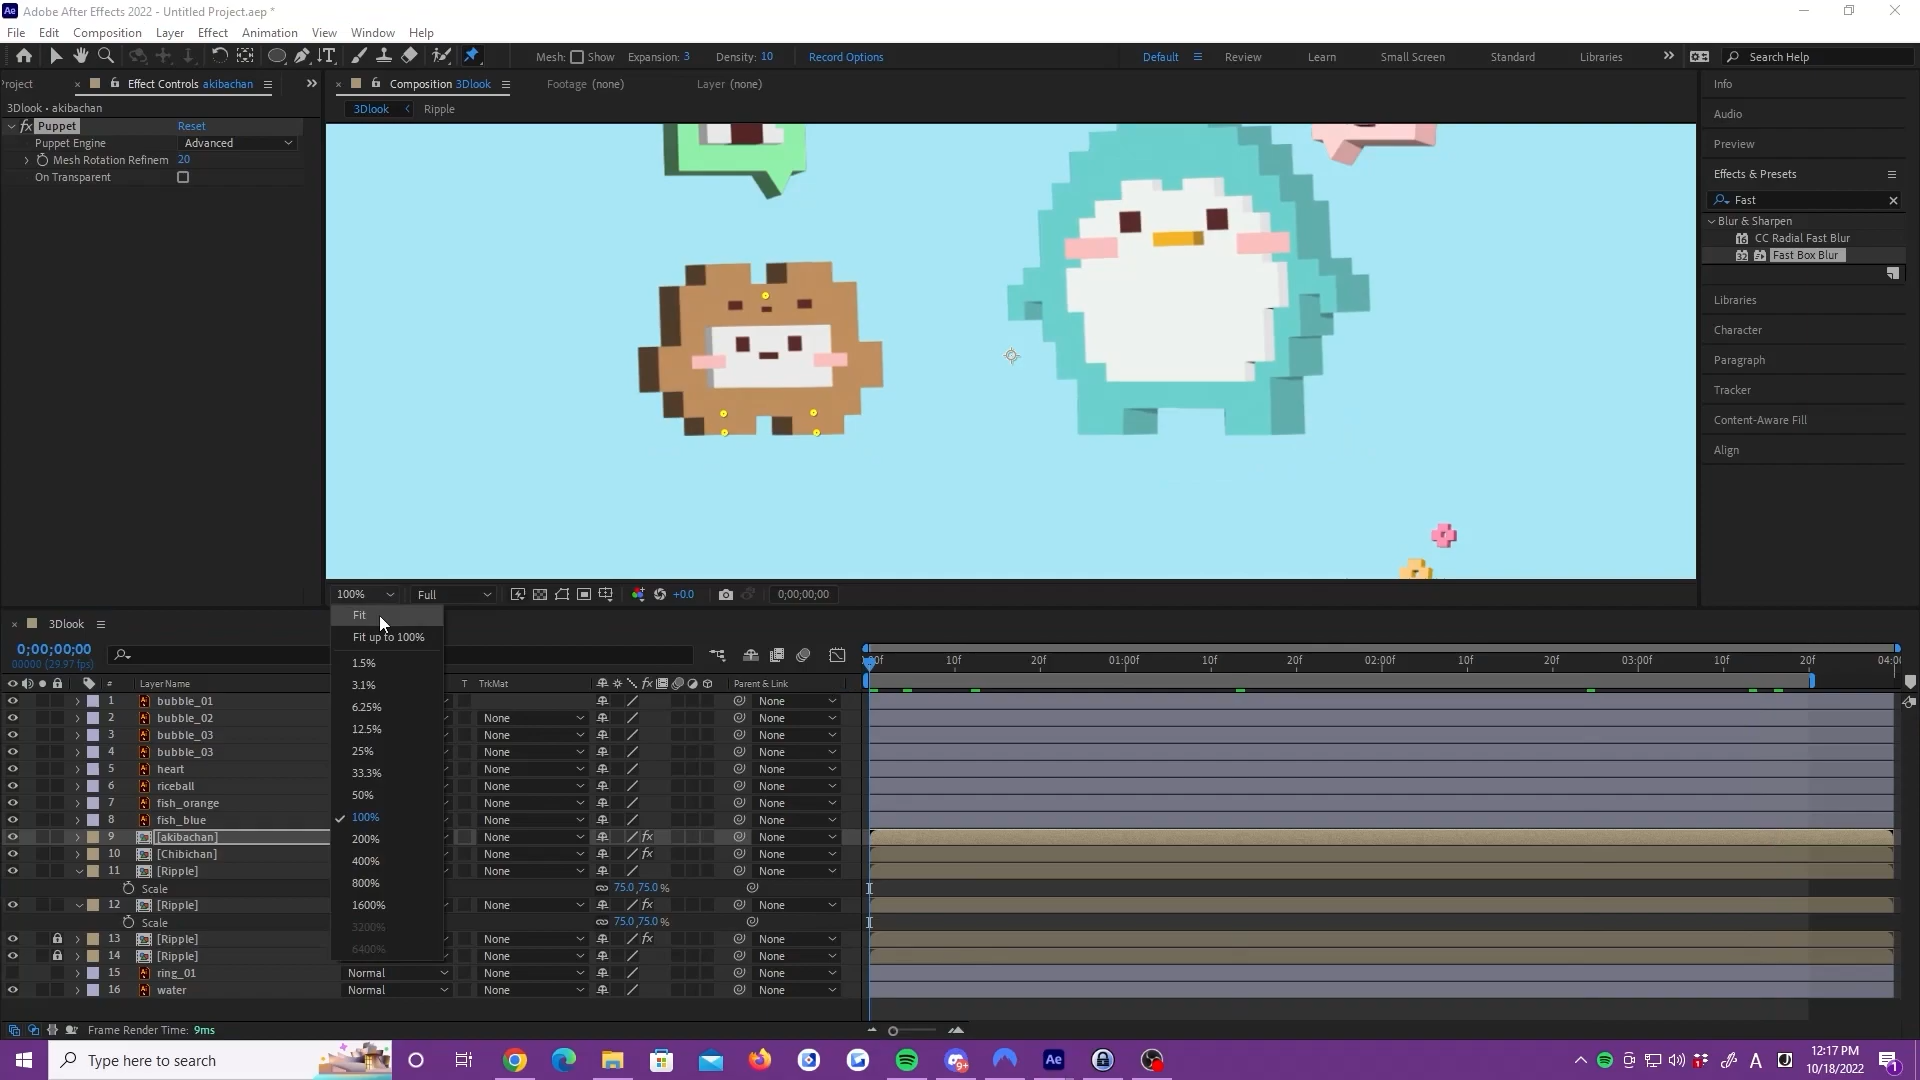 Adobe After Effects 2022 - Untitled Project.aep *
File Edit Composition Layer Effect Animation View Window Help
Mesh: Show Expansion: 3 Density: 10 Record Options
Default Review Learn Small Screen Standard Libraries Search Help
roject Effect Controls akibachan
Composition 3Dlook Footage (none) Layer (none)
3Dlook • akibachan
3Dlook Ripple
fx Puppet Reset
Puppet Engine Advanced
Mesh Rotation Refinem 20
On Transparent
Info
Audio
Preview
Effects & Presets
Fast
Blur & Sharpen
CC Radial Fast Blur
Fast Box Blur
Libraries
Character
Paragraph
Tracker
Content-Aware Fill
Align
100% Full +0.0 0;00;00;00
Fit
Fit up to 100%
1.5%
3.1%
6.25%
12.5%
25%
33.3%
50%
100%
200%
400%
800%
1600%
3200%
6400%
3Dlook
0;00;00;00
00000 (29.97 fps)
:00f 10f 20f 01:00f 10f 20f 02:00f 10f 20f 03:00f 10f 20f 04:0
# Layer Name T TrkMat Parent & Link
1 bubble_01 None
2 bubble_02 None None
3 bubble_03 None None
4 bubble_03 None None
5 heart None None
6 riceball None None
7 fish_orange None None
8 fish_blue None None
9 [akibachan] None fx None
10 [Chibichan] None fx None
11 [Ripple] None None
Scale 75.0,75.0 %
12 [Ripple] None fx None
Scale 75.0,75.0 %
13 [Ripple] None fx None
14 [Ripple] None None
15 ring_01 Normal None None
16 water Normal None None
Frame Render Time: 9ms
Type here to search
Ae
12:17 PM
10/18/2022